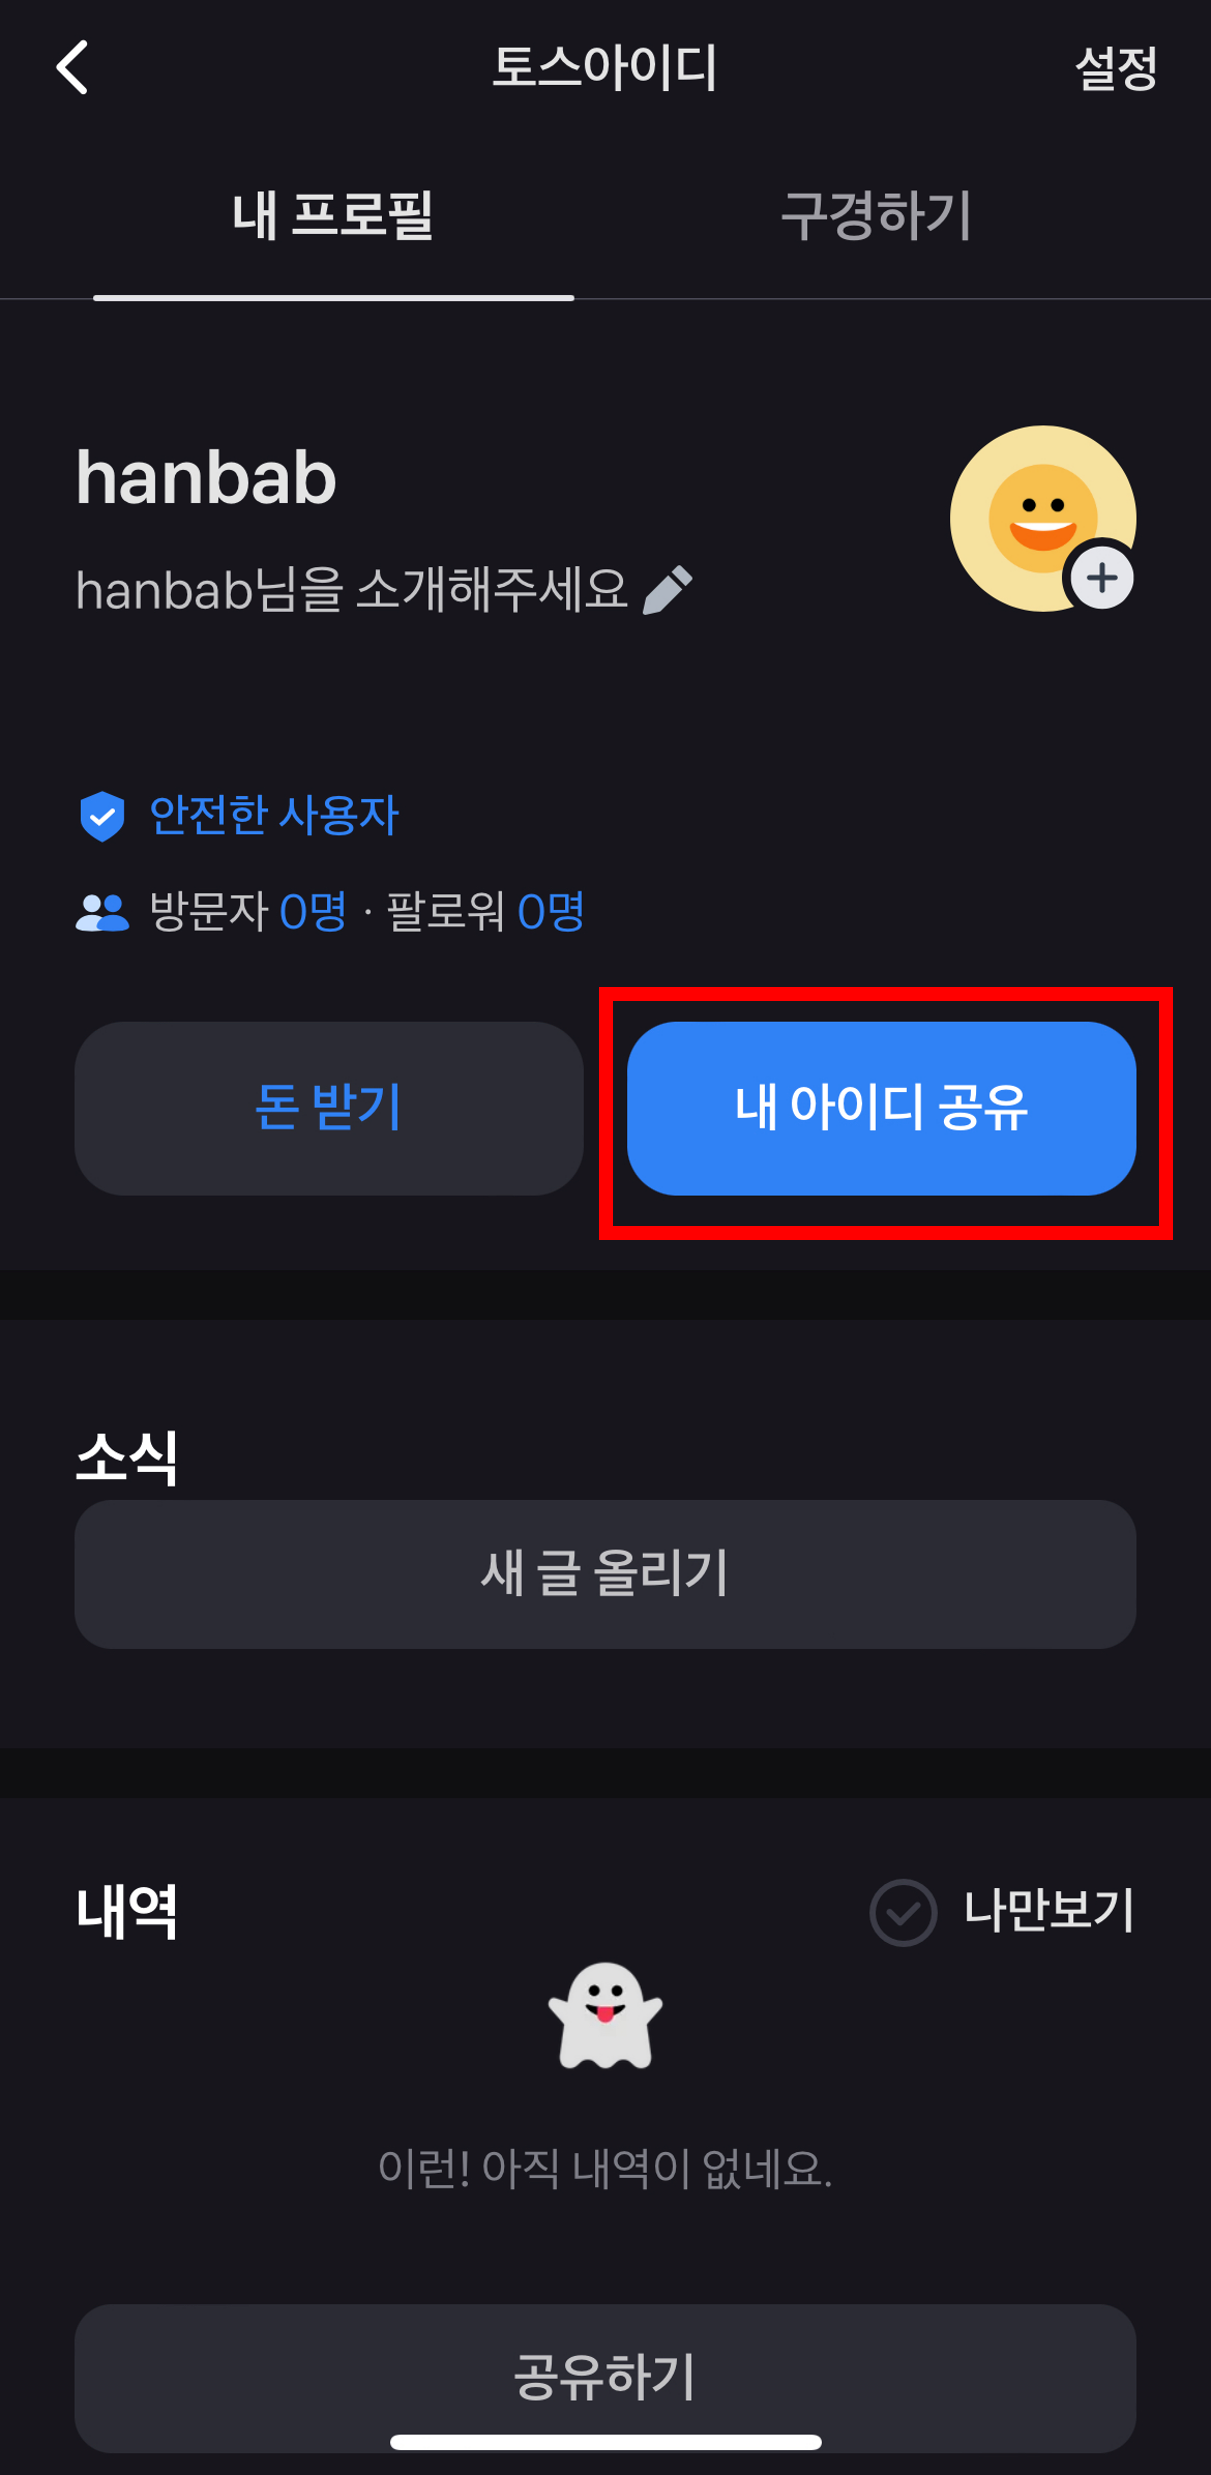 토스아이디
설정
내 프로필
구경하기
hanbab
hanbab님을 소개해주세요
안전한 사용자
방문자 0명 · 팔로워 0명
돈 받기
내 아이디 공유
소식
새 글 올리기
내역
나만보기
이런! 아직 내역이 없네요.
공유하기